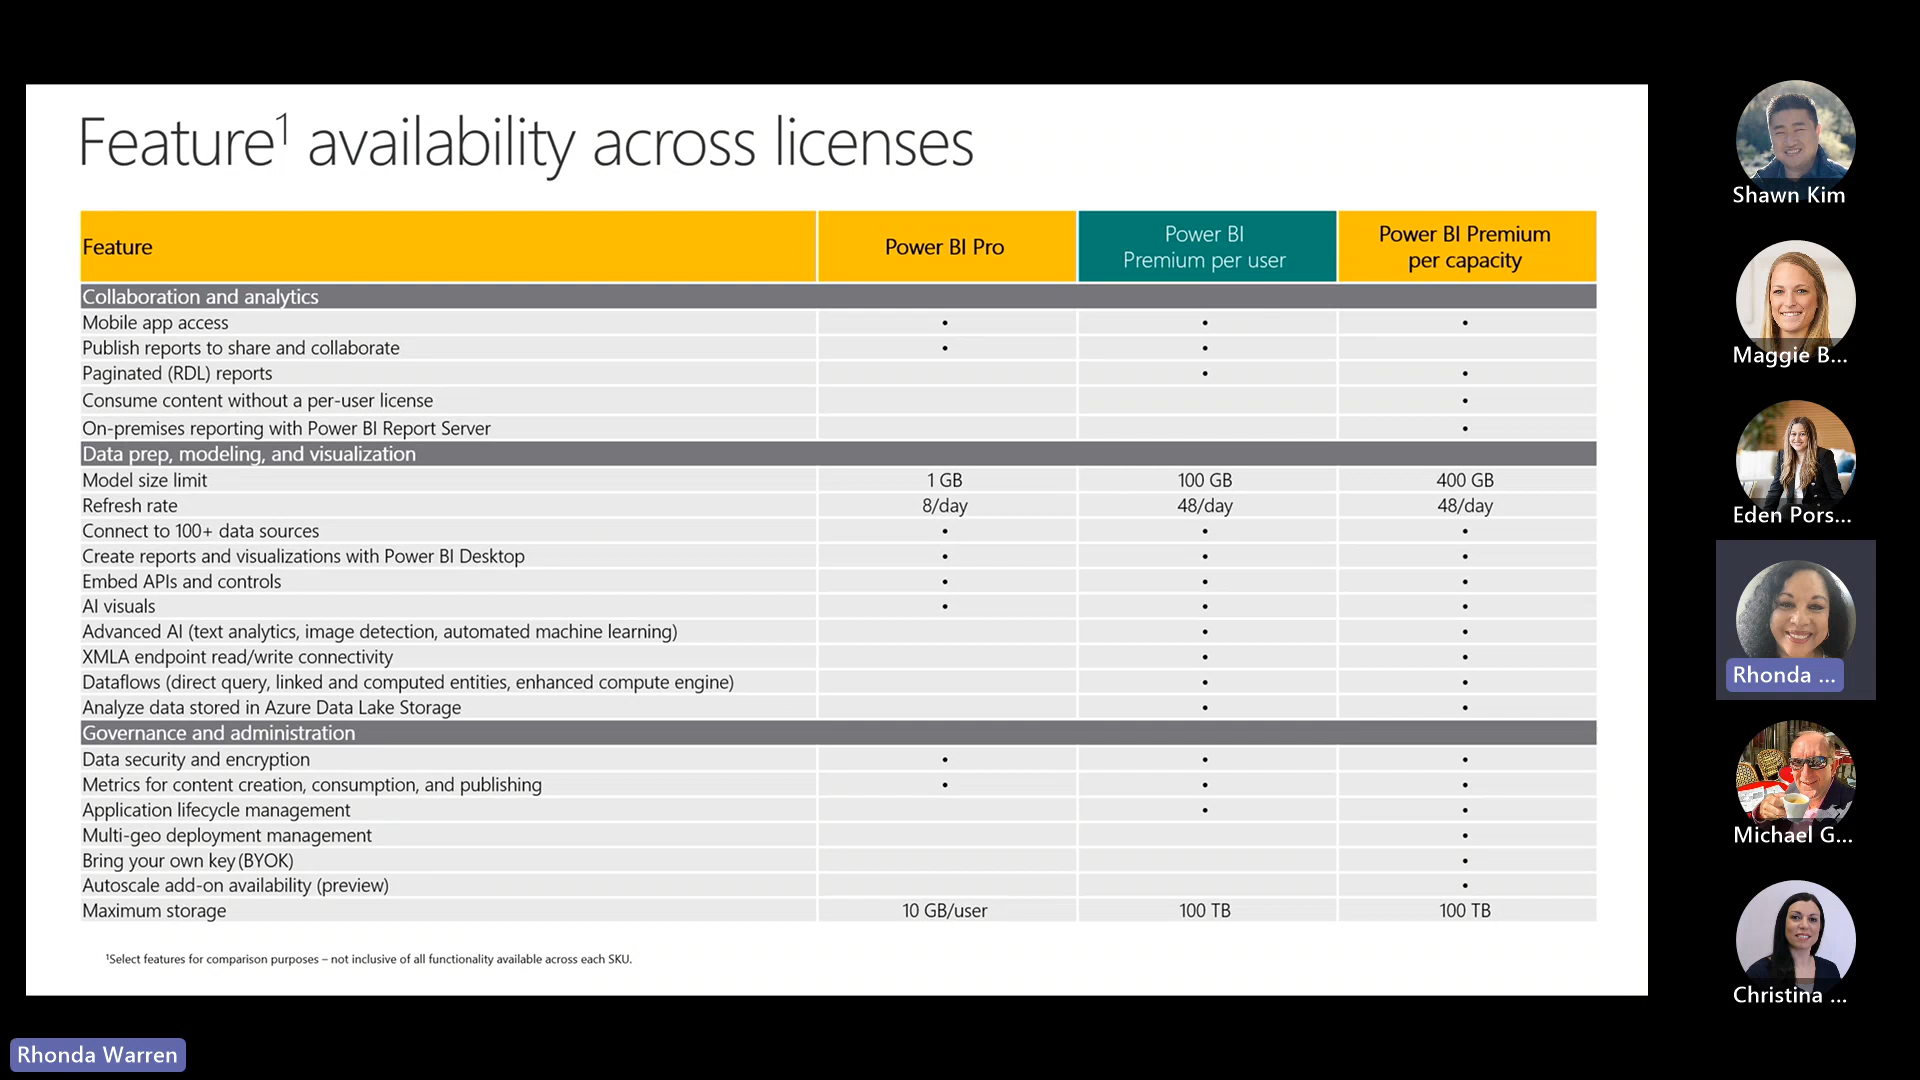 Feature¹ availability across licenses
Feature Power BI Pro Power BI Premium per user Power BI Premium per capacity
Collaboration and analytics
Mobile app access • • •
Publish reports to share and collaborate • •
Paginated (RDL) reports • •
Consume content without a per-user license •
On-premises reporting with Power BI Report Server •
Data prep, modeling, and visualization
Model size limit 1 GB 100 GB 400 GB
Refresh rate 8/day 48/day 48/day
Connect to 100+ data sources • • •
Create reports and visualizations with Power BI Desktop • • •
Embed APIs and controls • • •
AI visuals • • •
Advanced AI (text analytics, image detection, automated machine learning) • •
XMLA endpoint read/write connectivity • •
Dataflows (direct query, linked and computed entities, enhanced compute engine) • •
Analyze data stored in Azure Data Lake Storage • •
Governance and administration
Data security and encryption • • •
Metrics for content creation, consumption, and publishing • • •
Application lifecycle management • •
Multi-geo deployment management •
Bring your own key (BYOK) •
Autoscale add-on availability (preview) •
Maximum storage 10 GB/user 100 TB 100 TB
¹Select features for comparison purposes – not inclusive of all functionality available across each SKU.
Shawn Kim
Maggie B...
Eden Pors...
Rhonda ...
Michael G...
Christina ...
Rhonda Warren